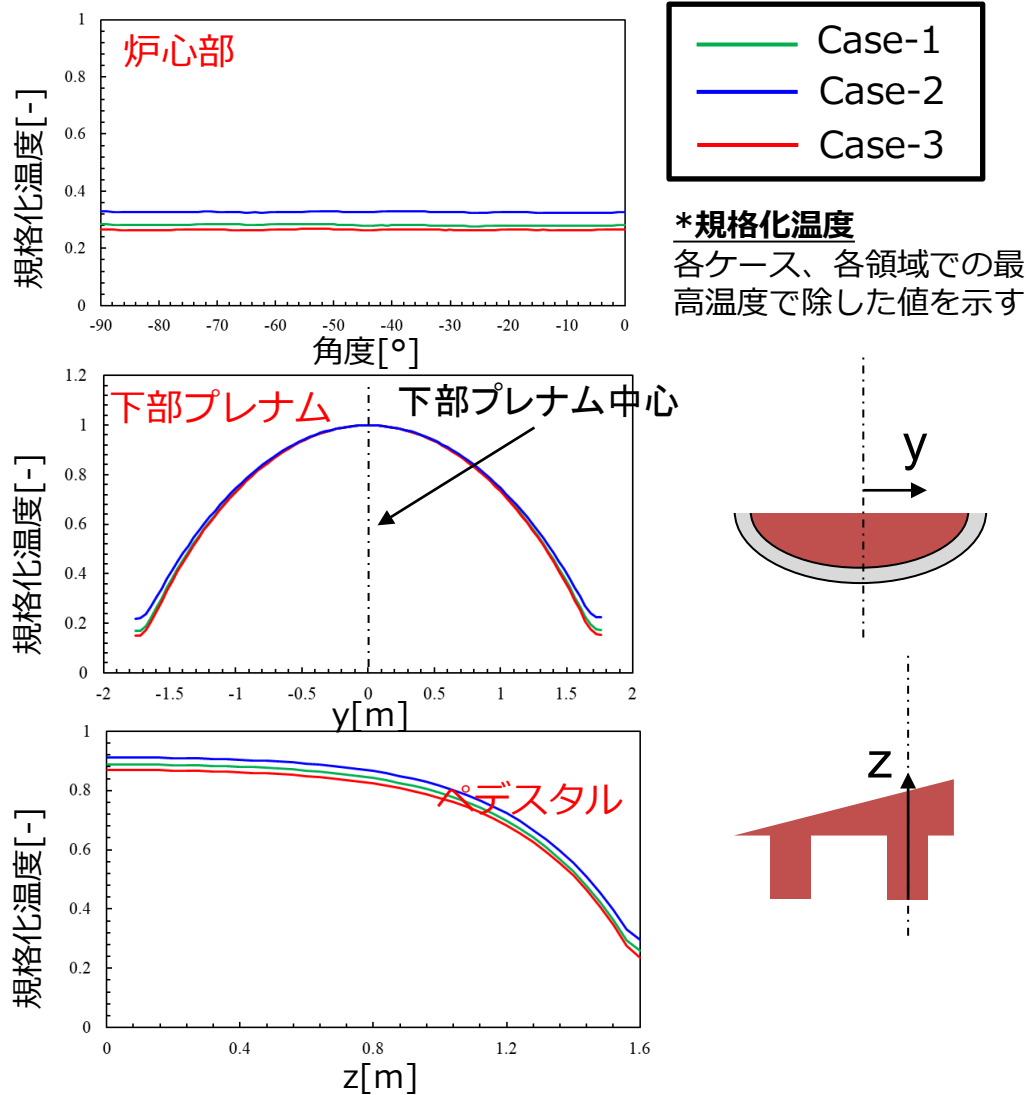 炉心部
規格化温度[-]
1
0.8
0.6
0.4
0.2
0
-90
-80
-70
-60
-50
-40
-30
-20
-10
0
角度[°]
Case-1
Case-2
Case-3
*規格化温度
各ケース、各領域での最
高温度で除した値を示す
下部プレナム
下部プレナム中心
規格化温度[-]
1.2
1
0.8
0.6
0.4
0.2
0
-2
-1.5
-1
-0.5
0
0.5
1
1.5
2
y[m]
y
ペデスタル
規格化温度[-]
1
0.8
0.6
0.4
0.2
0
0
0.4
0.8
1.2
1.6
z[m]
z